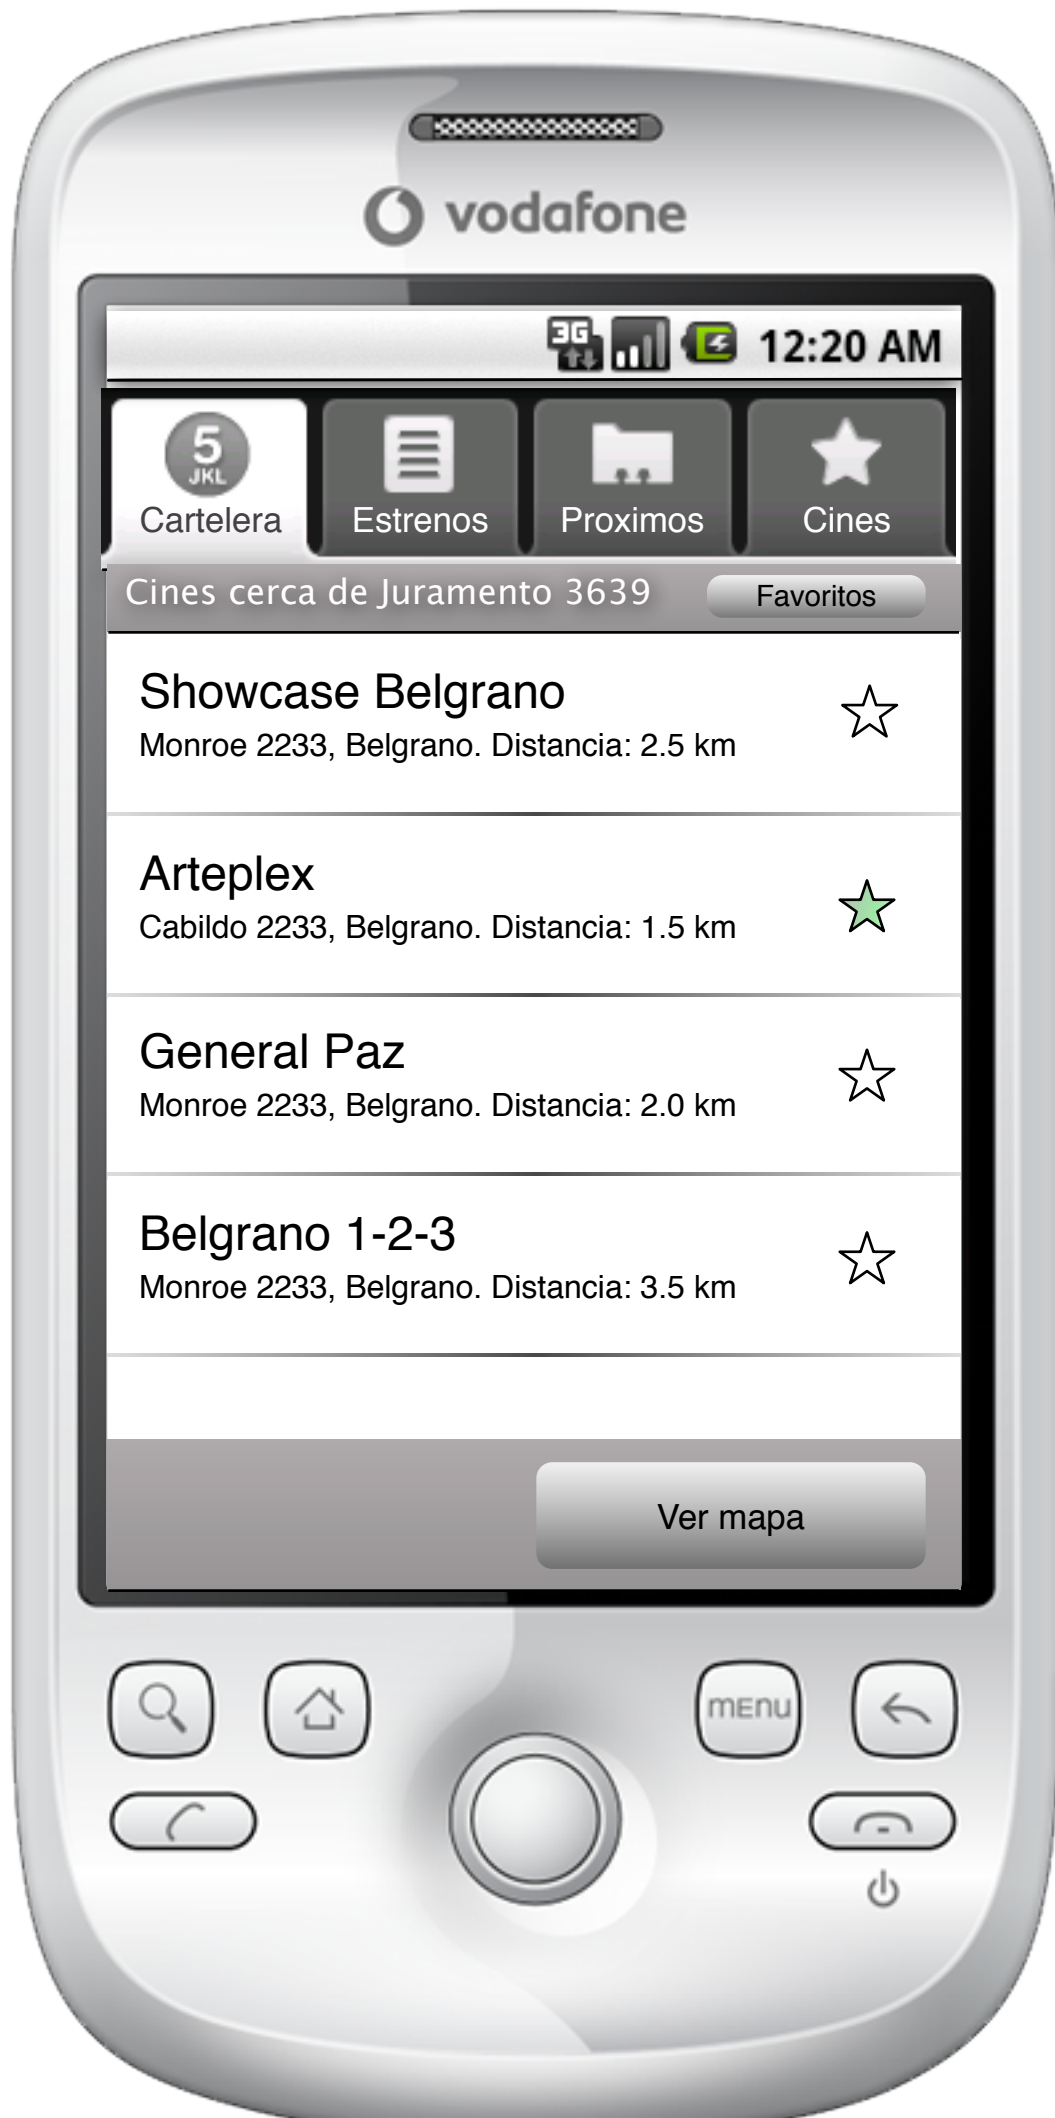 vodafone
3G 12:20 AM
5
JKL
Cartelera Estrenos Proximos Cines
Cines cerca de Juramento 3639 Favoritos
Showcase Belgrano
Monroe 2233, Belgrano. Distancia: 2.5 km
Arteplex
Cabildo 2233, Belgrano. Distancia: 1.5 km
General Paz
Monroe 2233, Belgrano. Distancia: 2.0 km
Belgrano 1-2-3
Monroe 2233, Belgrano. Distancia: 3.5 km
Ver mapa
MENU